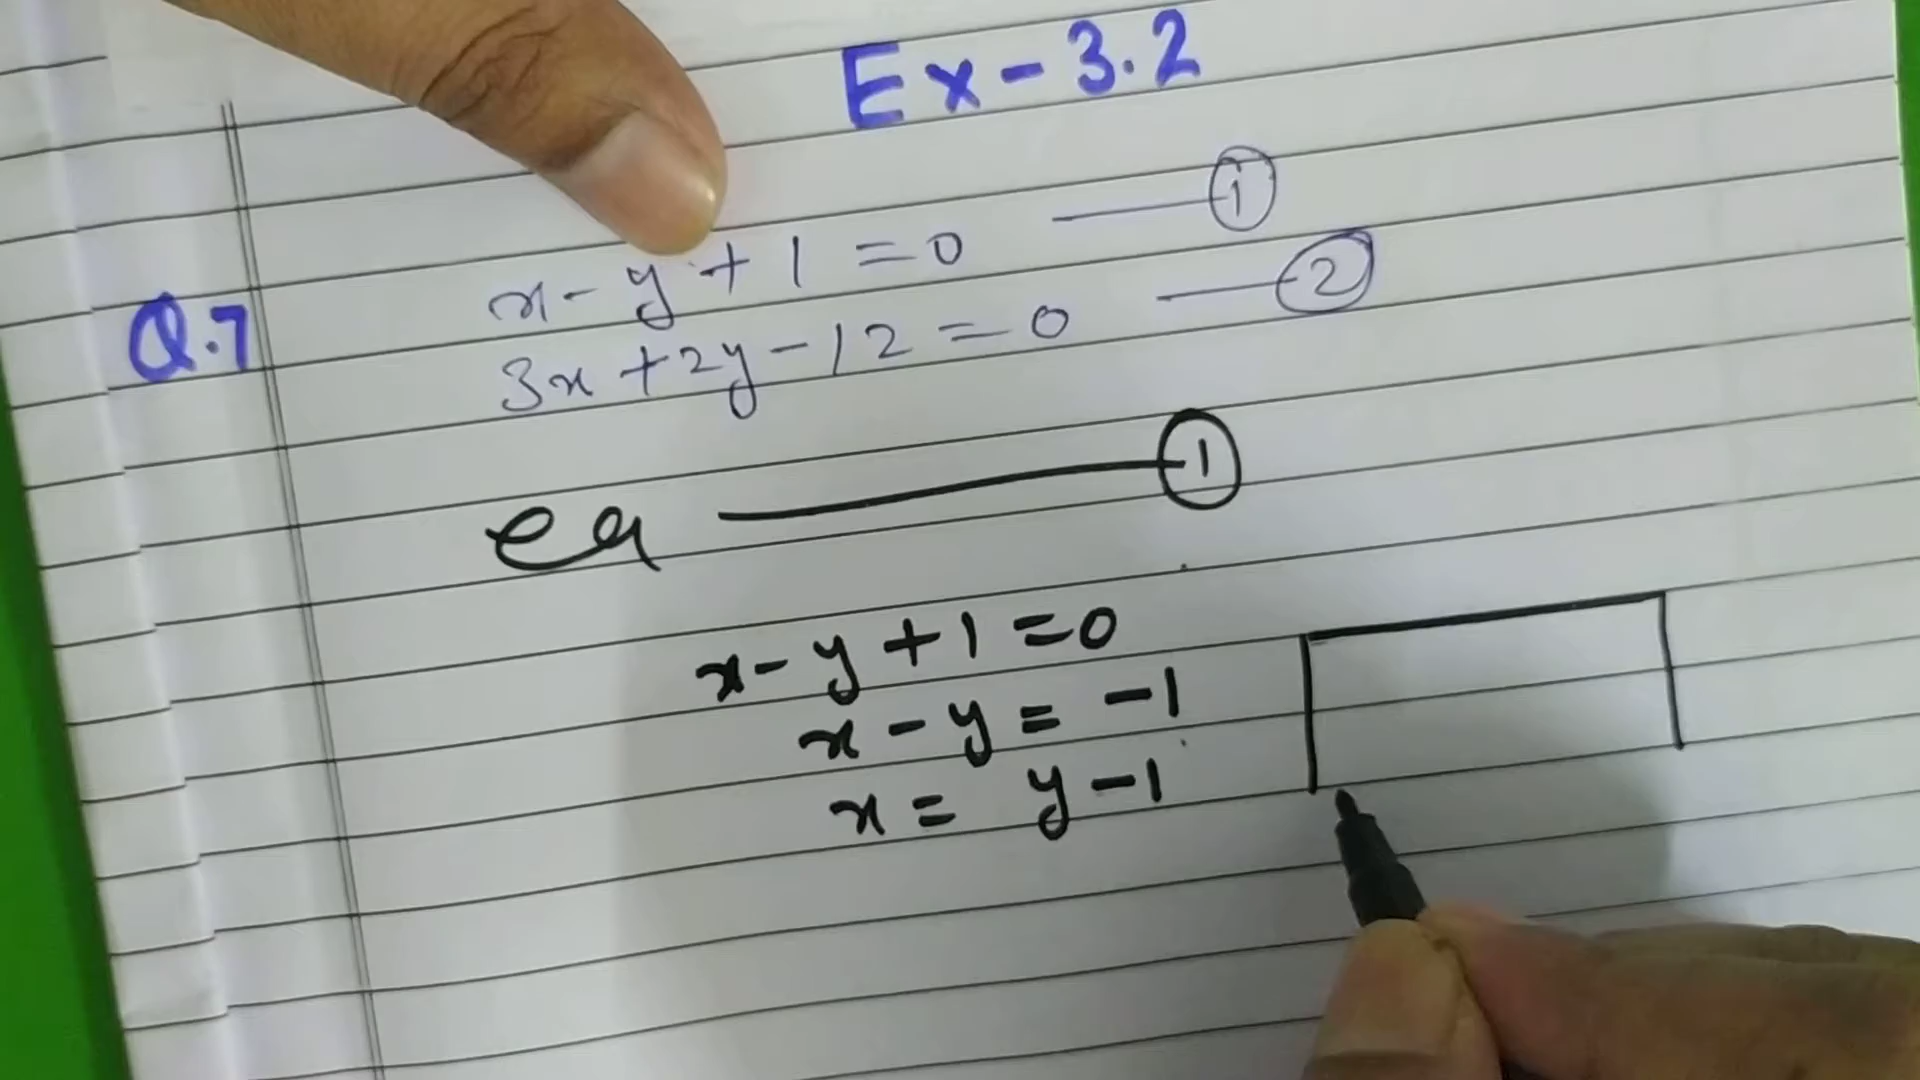 Ex-3.2
x-y+1=0 ——①
Q.7
3x+2y-12=0 ——②
eq ——①
x-y+1=0
x-y=-1
x= y-1